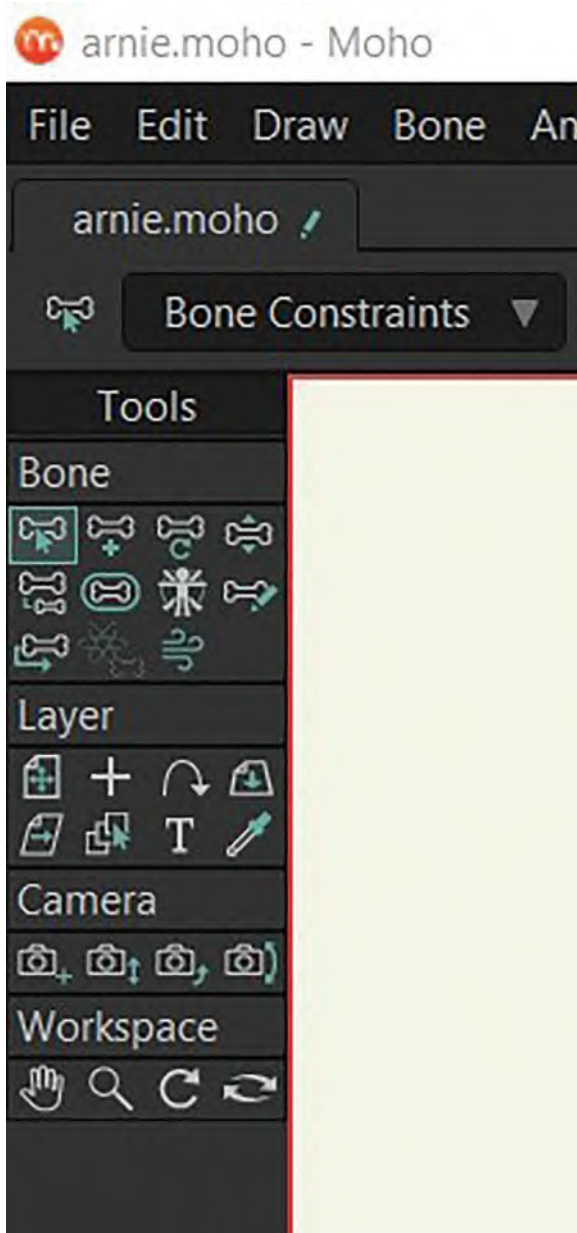 arnie.moho - Moho
File Edit Draw Bone An
arnie.moho
Bone Constraints
Tools
Bone
Layer
T
Camera
Workspace